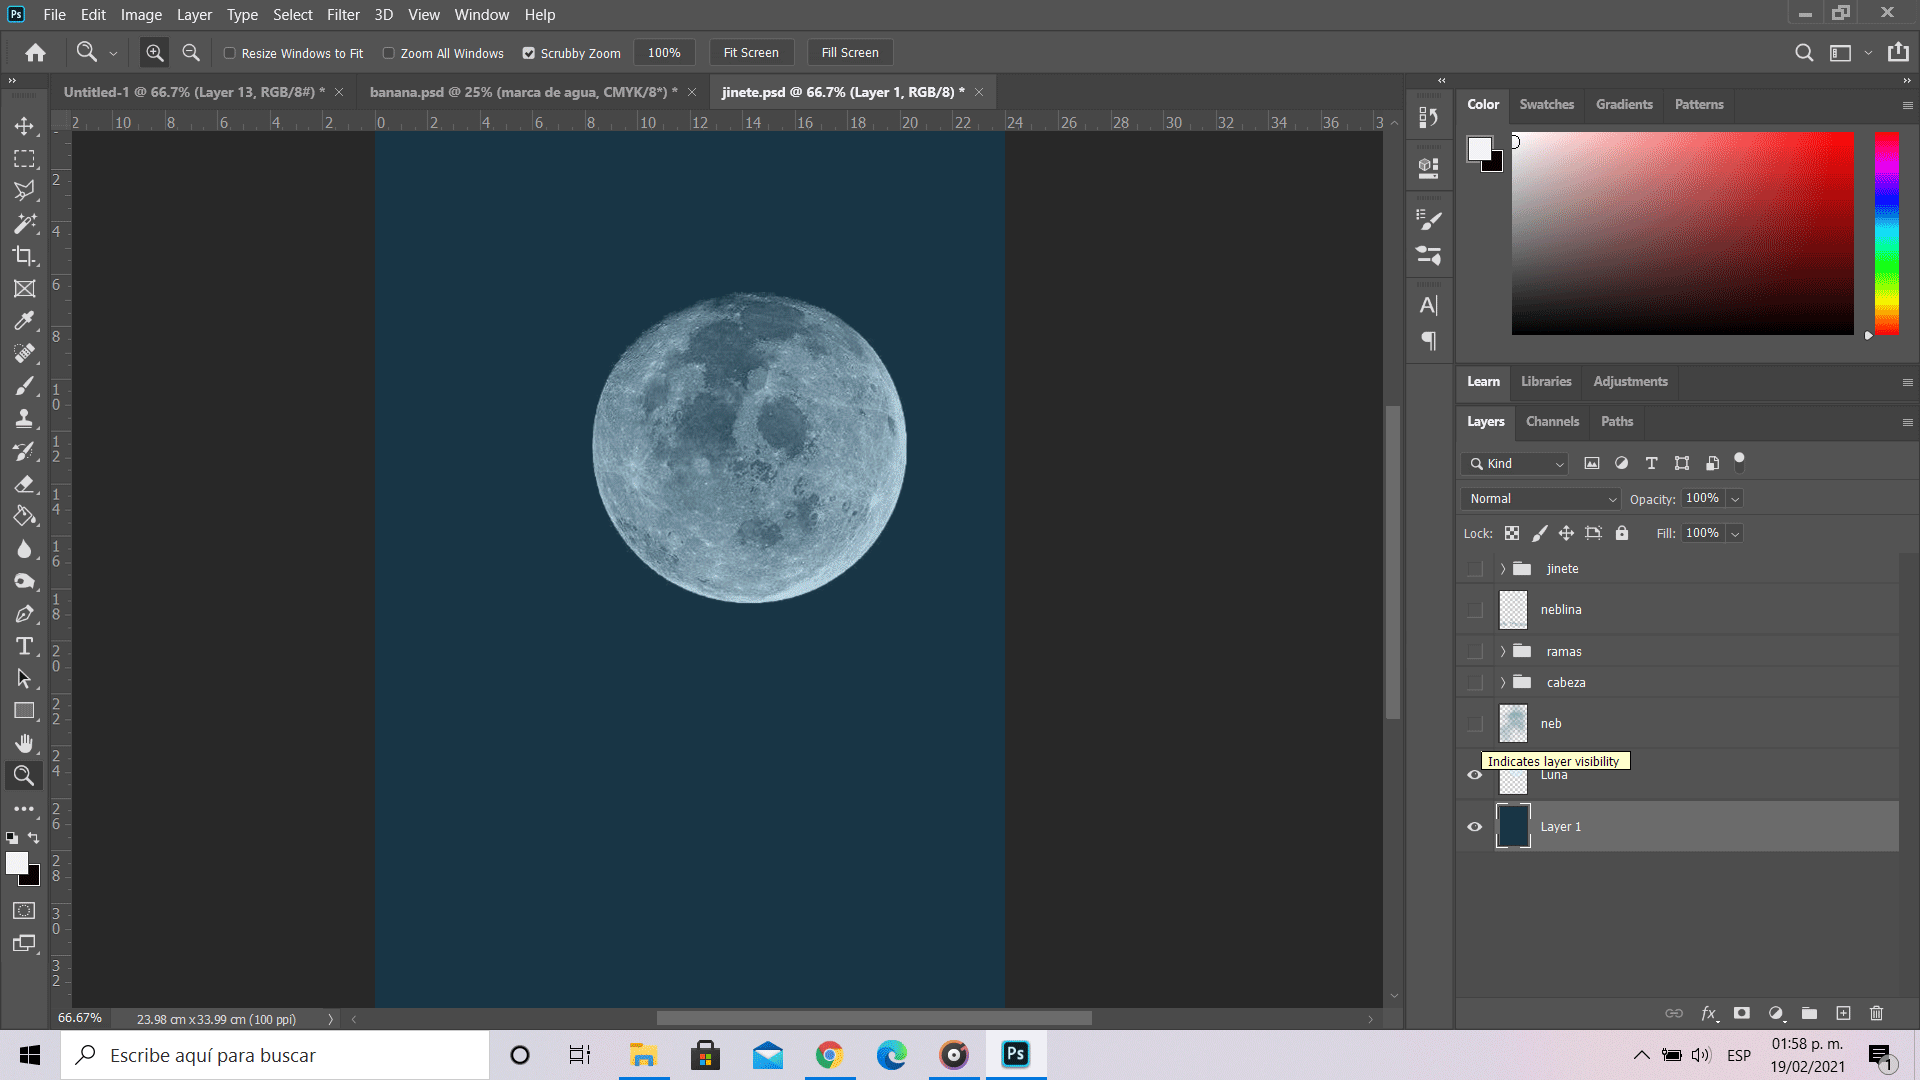 Ps File Edit Image Layer Type Select Filter 3D View Window Help
Resize Windows to Fit Zoom All Windows Scrubby Zoom 100% Fit Screen Fill Screen
Untitled-1 @ 66.7% (Layer 13, RGB/8#) * banana.psd @ 25% (marca de agua, CMYK/8*) * jinete.psd @ 66.7% (Layer 1, RGB/8) *
2 10 8 6 4 2 0 2 4 6 8 10 12 14 16 18 20 22 24 26 28 30 32 34 36 3
2
4
6
8
10
12
14
16
18
20
22
24
26
28
30
32
Color Swatches Gradients Patterns
Learn Libraries Adjustments
Layers Channels Paths
Kind
Normal Opacity: 100%
Lock: Fill: 100%
jinete
neblina
ramas
cabeza
neb
Indicates layer visibility
Luna
Layer 1
fx
66.67% 23.98 cm x 33.99 cm (100 ppi)
Escribe aquí para buscar
Ps
ESP
01:58 p. m.
19/02/2021
1